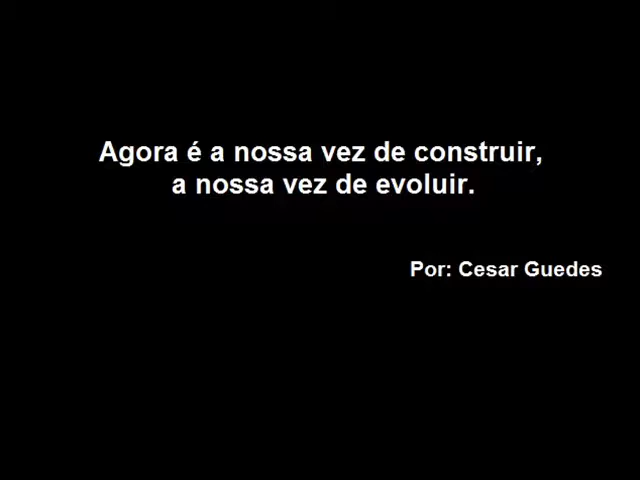 Agora é a nossa vez de construir,
a nossa vez de evoluir.
Por: Cesar Guedes